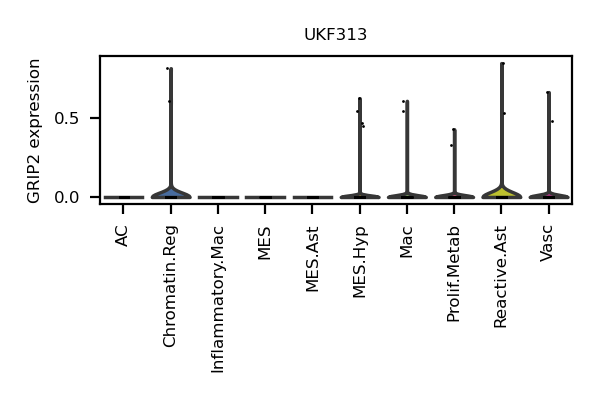 UKF313
GRIP2 expression
0.5
0.0
AC
Chromatin.Reg
Inflammatory.Mac
MES
MES.Ast
MES.Hyp
Mac
Prolif.Metab
Reactive.Ast
Vasc